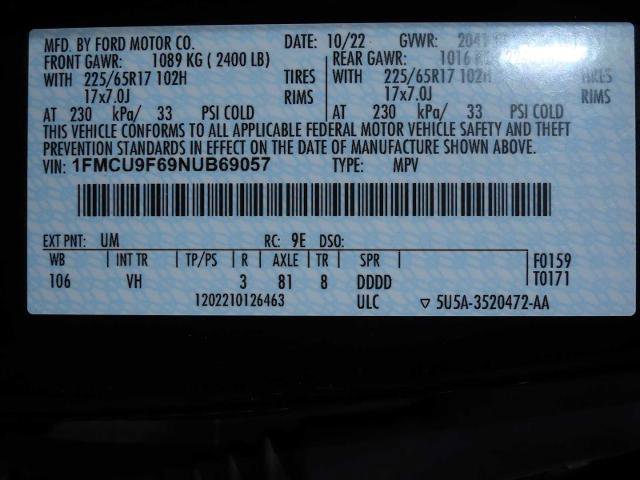 MFD. BY FORD MOTOR CO. DATE: 10/22 GVWR: 2041
FRONT GAWR: 1089 KG ( 2400 LB) REAR GAWR: 1016
WITH 225/65R17 102H TIRES WITH 225/65R17 102H TIRES
17x7.0J RIMS 17x7.0J RIMS
AT 230 kPa/ 33 PSI COLD AT 230 kPa/ 33 PSI COLD
THIS VEHICLE CONFORMS TO ALL APPLICABLE FEDERAL MOTOR VEHICLE SAFETY AND THEFT
PREVENTION STANDARDS IN EFFECT ON THE DATE OF MANUFACTURE SHOWN ABOVE.
VIN: 1FMCU9F69NUB69057 TYPE: MPV
EXT PNT: UM RC: 9E DSO:
WB INT TR TP/PS R AXLE TR SPR F0159
106 VH 3 81 8 DDDD T0171
1202210126463 ULC ▽ 5U5A-3520472-AA